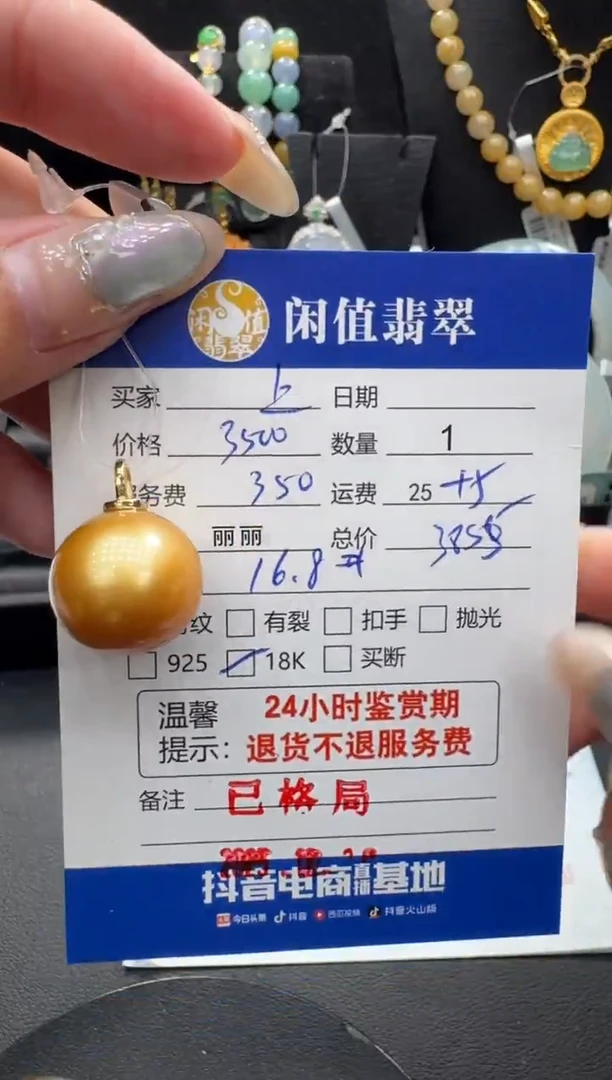 闲值翡翠
闲值翡翠
买家 上 日期
价格 3500 数量 1
务费 350 运费 25 +5
丽丽 总价
16.8
纹 有裂 扣手 抛光
925 18K 买断
温馨 24小时鉴赏期
提示: 退货不退服务费
备注 已格局
抖音电商直播基地
今日头条 抖音 西瓜视频 抖音火山版